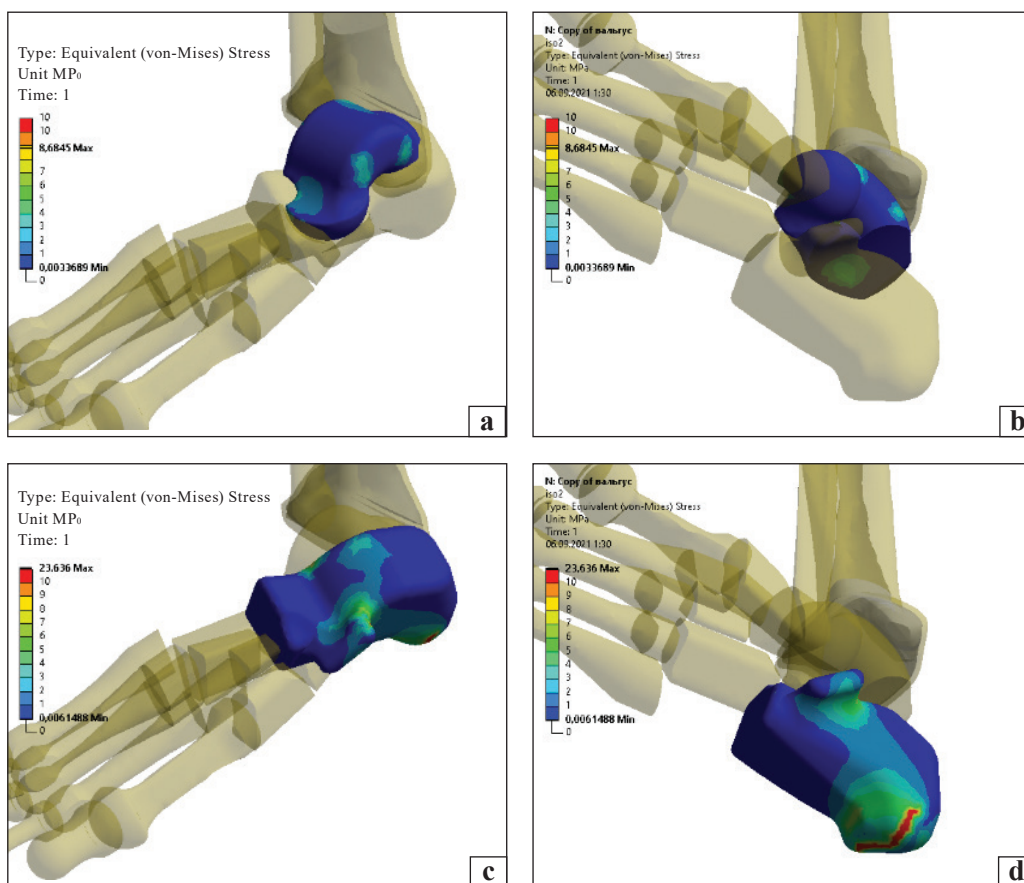 Type: Equivalent (von-Mises) Stress
Unit MP₀
Time: 1
10
10
8,6845 Max
7
6
5
4
3
2
1
0,0033689 Min
0
a
N: Copy of вальгус
iso2
Type: Equivalent (von-Mises) Stress
Unit: MPa
Time: 1
06.09.2021 1:30
10
10
8,6845 Max
7
6
5
4
3
2
1
0,0033689 Min
0
b
Type: Equivalent (von-Mises) Stress
Unit MP₀
Time: 1
23.636 Max
10
9
8
7
6
5
4
3
2
1
0,0061488 Min
0
c
N: Copy of вальгус
iso2
Type: Equivalent (von-Mises) Stress
Unit: MPa
Time: 1
06.09.2021 1:30
23.636 Max
10
9
8
7
6
5
4
3
2
1
0,0061488 Min
0
d